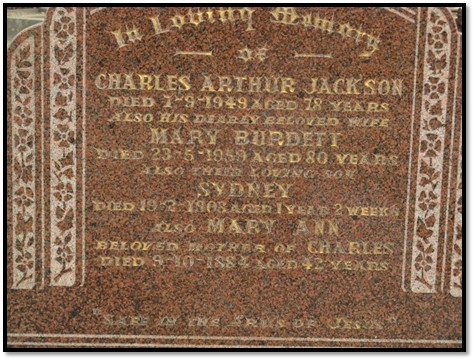 In Loving Memory
OF
CHARLES ARTHUR JACKSON
DIED 7-9-1949 AGED 78 YEARS
ALSO HIS DEARLY BELOVED WIFE
MARY BURDETT
DIED 23-5-1959 AGED 80 YEARS
ALSO THEIR LOVING SON
SYDNEY
DIED 2-1903 AGED 1 YEAR 2 WEEKS
ALSO MARY ANN
BELOVED MOTHER OF CHARLES
DIED 9-10-1884 AGED 42 YEARS
"SAFE IN THE ARMS OF JESUS"